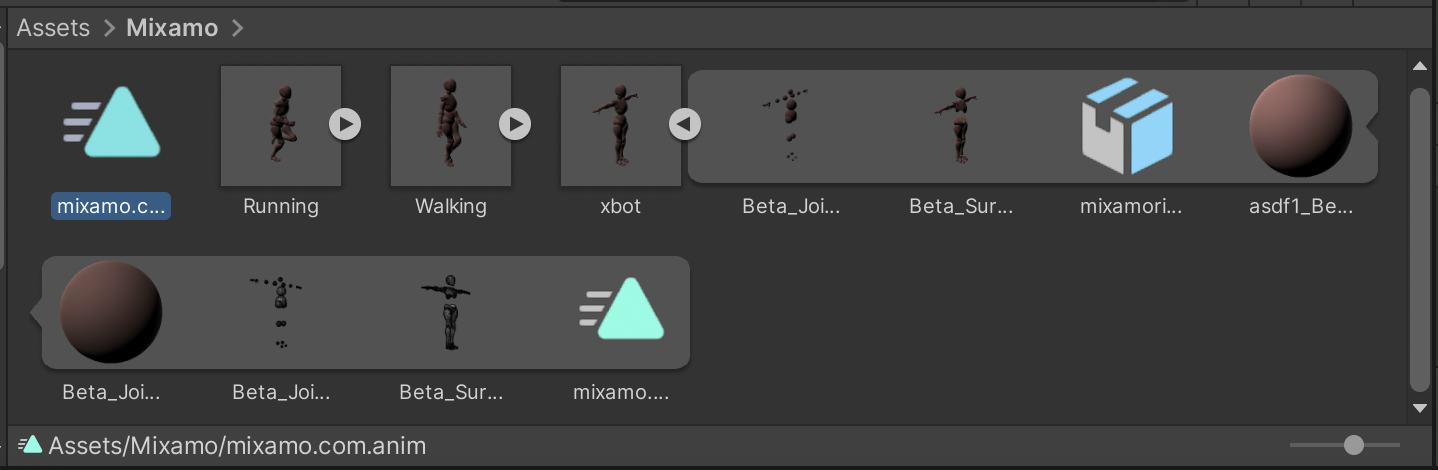 Assets > Mixamo >
mixamo.c...
Running
Walking
xbot
Beta_Joi...
Beta_Sur...
mixamori...
asdf1_Be...
Beta_Joi...
Beta_Joi...
Beta_Sur...
mixamo....
Assets/Mixamo/mixamo.com.anim